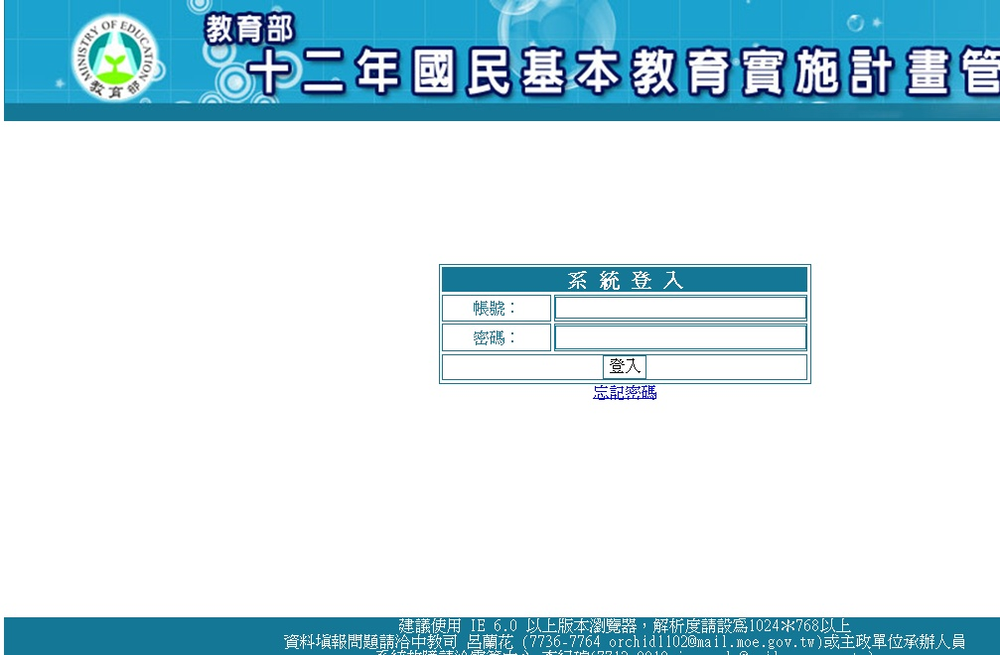 MINISTRY OF EDUCATION
教育部
教育部
十二年國民基本教育實施計畫管
系 統 登 入
帳號：
密碼：
登入
忘記密碼
建議使用 IE 6.0 以上版本瀏覽器，解析度請設為1024*768以上
資料填報問題請洽中教司 呂蘭花 (7736-7764 orchid1102@mail.moe.gov.tw)或主政單位承辦人員